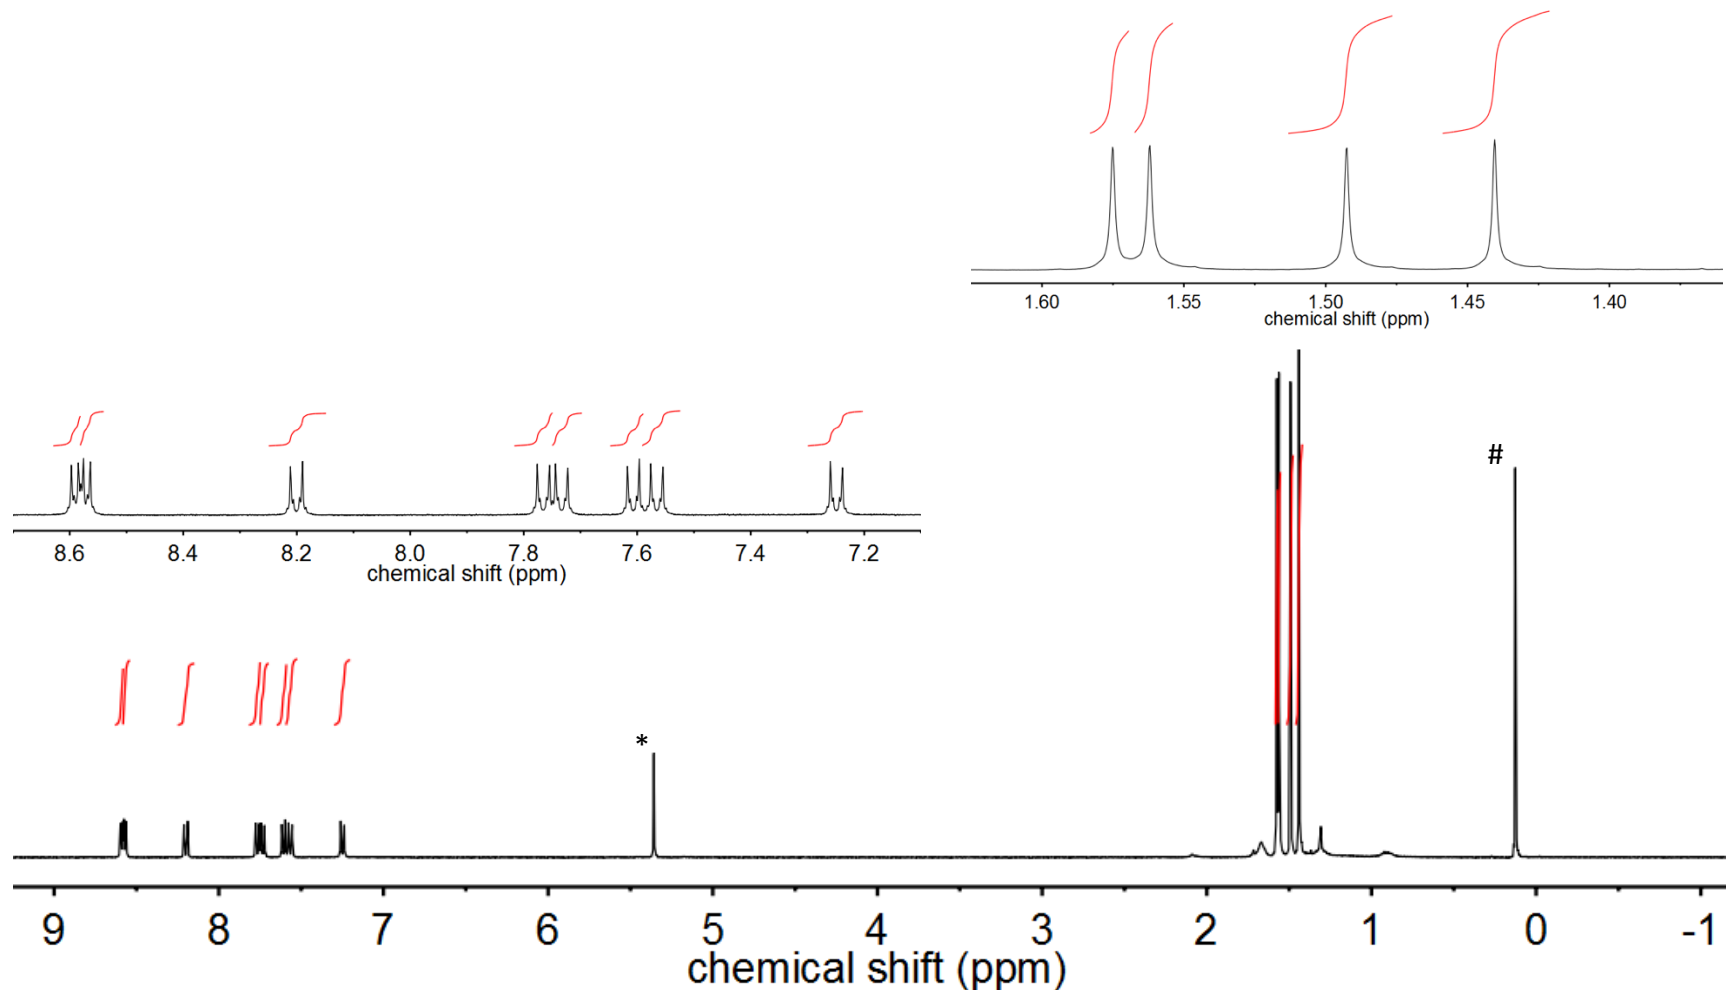 1.60 1.55 1.50 1.45 1.40
chemical shift (ppm)
8.6 8.4 8.2 8.0 7.8 7.6 7.4 7.2
chemical shift (ppm)
#
*
9 8 7 6 5 4 3 2 1 0 -1
chemical shift (ppm)